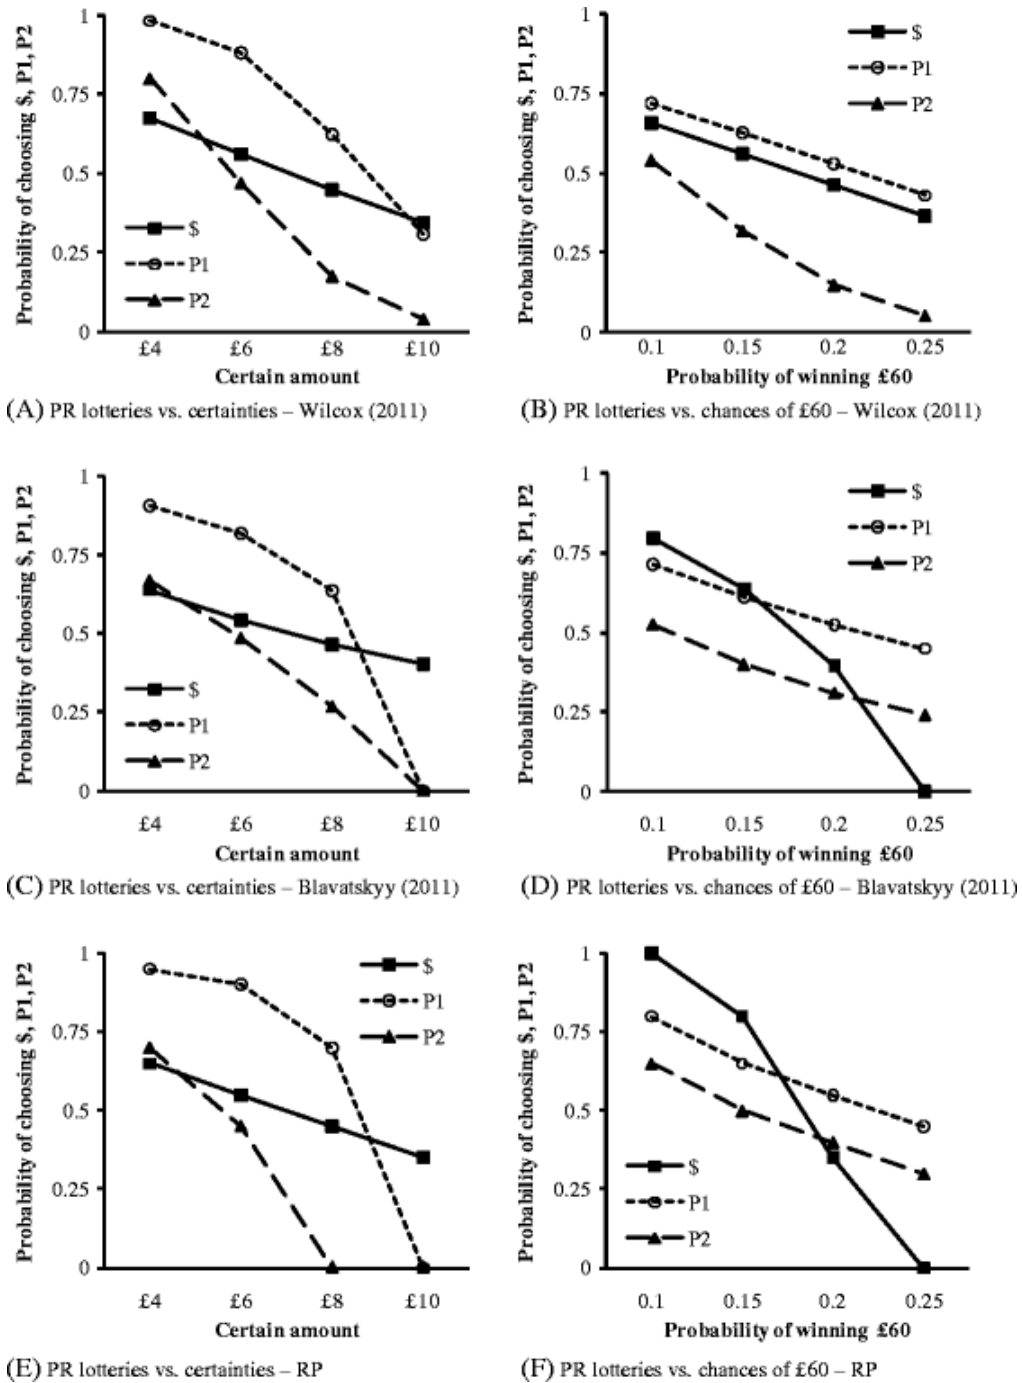 Probability of choosing $, P1, P2
1
0.75
0.5
0.25
0
$
P1
P2
£4 £6 £8 £10
Certain amount
(A) PR lotteries vs. certainties – Wilcox (2011)
Probability of choosing $, P1, P2
1
0.75
0.5
0.25
0
$
P1
P2
0.1 0.15 0.2 0.25
Probability of winning £60
(B) PR lotteries vs. chances of £60 – Wilcox (2011)
Probability of choosing $, P1, P2
1
0.75
0.5
0.25
0
$
P1
P2
£4 £6 £8 £10
Certain amount
(C) PR lotteries vs. certainties – Blavatskyy (2011)
Probability of choosing $, P1, P2
1
0.75
0.5
0.25
0
$
P1
P2
0.1 0.15 0.2 0.25
Probability of winning £60
(D) PR lotteries vs. chances of £60 – Blavatskyy (2011)
Probability of choosing $, P1, P2
1
0.75
0.5
0.25
0
$
P1
P2
£4 £6 £8 £10
Certain amount
(E) PR lotteries vs. certainties – RP
Probability of choosing $, P1, P2
1
0.75
0.5
0.25
0
$
P1
P2
0.1 0.15 0.2 0.25
Probability of winning £60
(F) PR lotteries vs. chances of £60 – RP